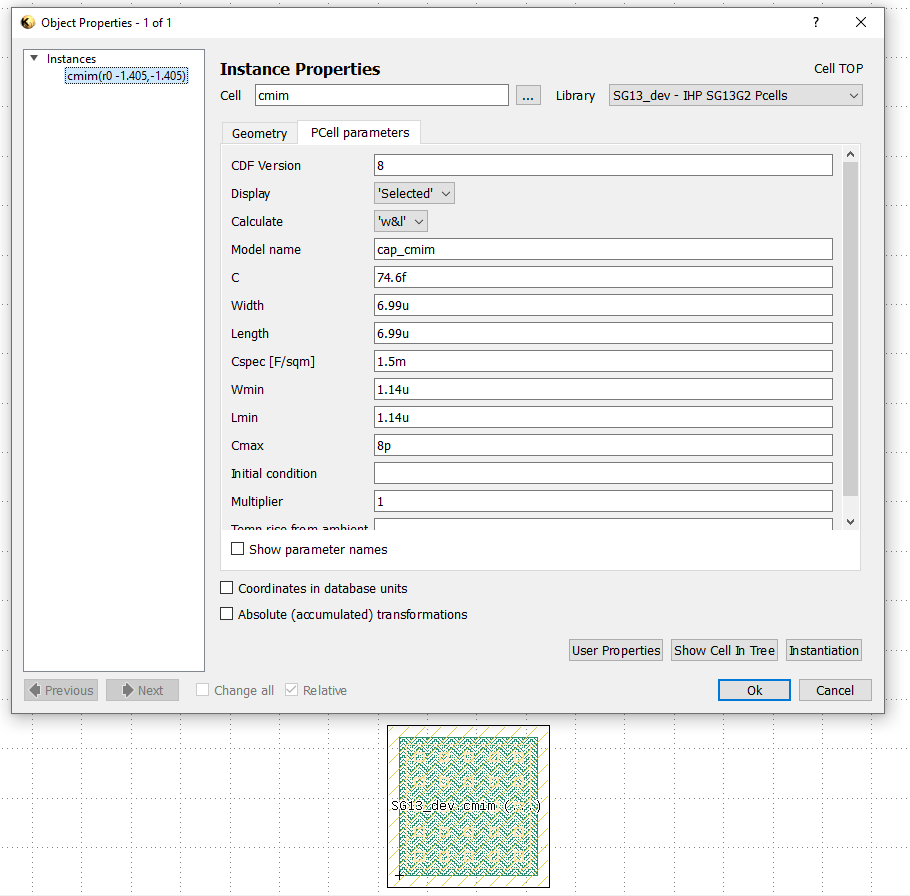 Object Properties - 1 of 1
? 
Instances
cmim(r0 -1.405,-1.405)
Instance Properties
Cell TOP
Cell cmim ... Library SG13_dev - IHP SG13G2 Pcells
Geometry PCell parameters
CDF Version 8
Display 'Selected'
Calculate 'w&l'
Model name cap_cmim
C 74.6f
Width 6.99u
Length 6.99u
Cspec [F/sqm] 1.5m
Wmin 1.14u
Lmin 1.14u
Cmax 8p
Initial condition
Multiplier 1
Temp rise from ambient
Show parameter names
Coordinates in database units
Absolute (accumulated) transformations
User Properties Show Cell In Tree Instantiation
Previous Next Change all Relative Ok Cancel
SG13_dev.cmim (...)